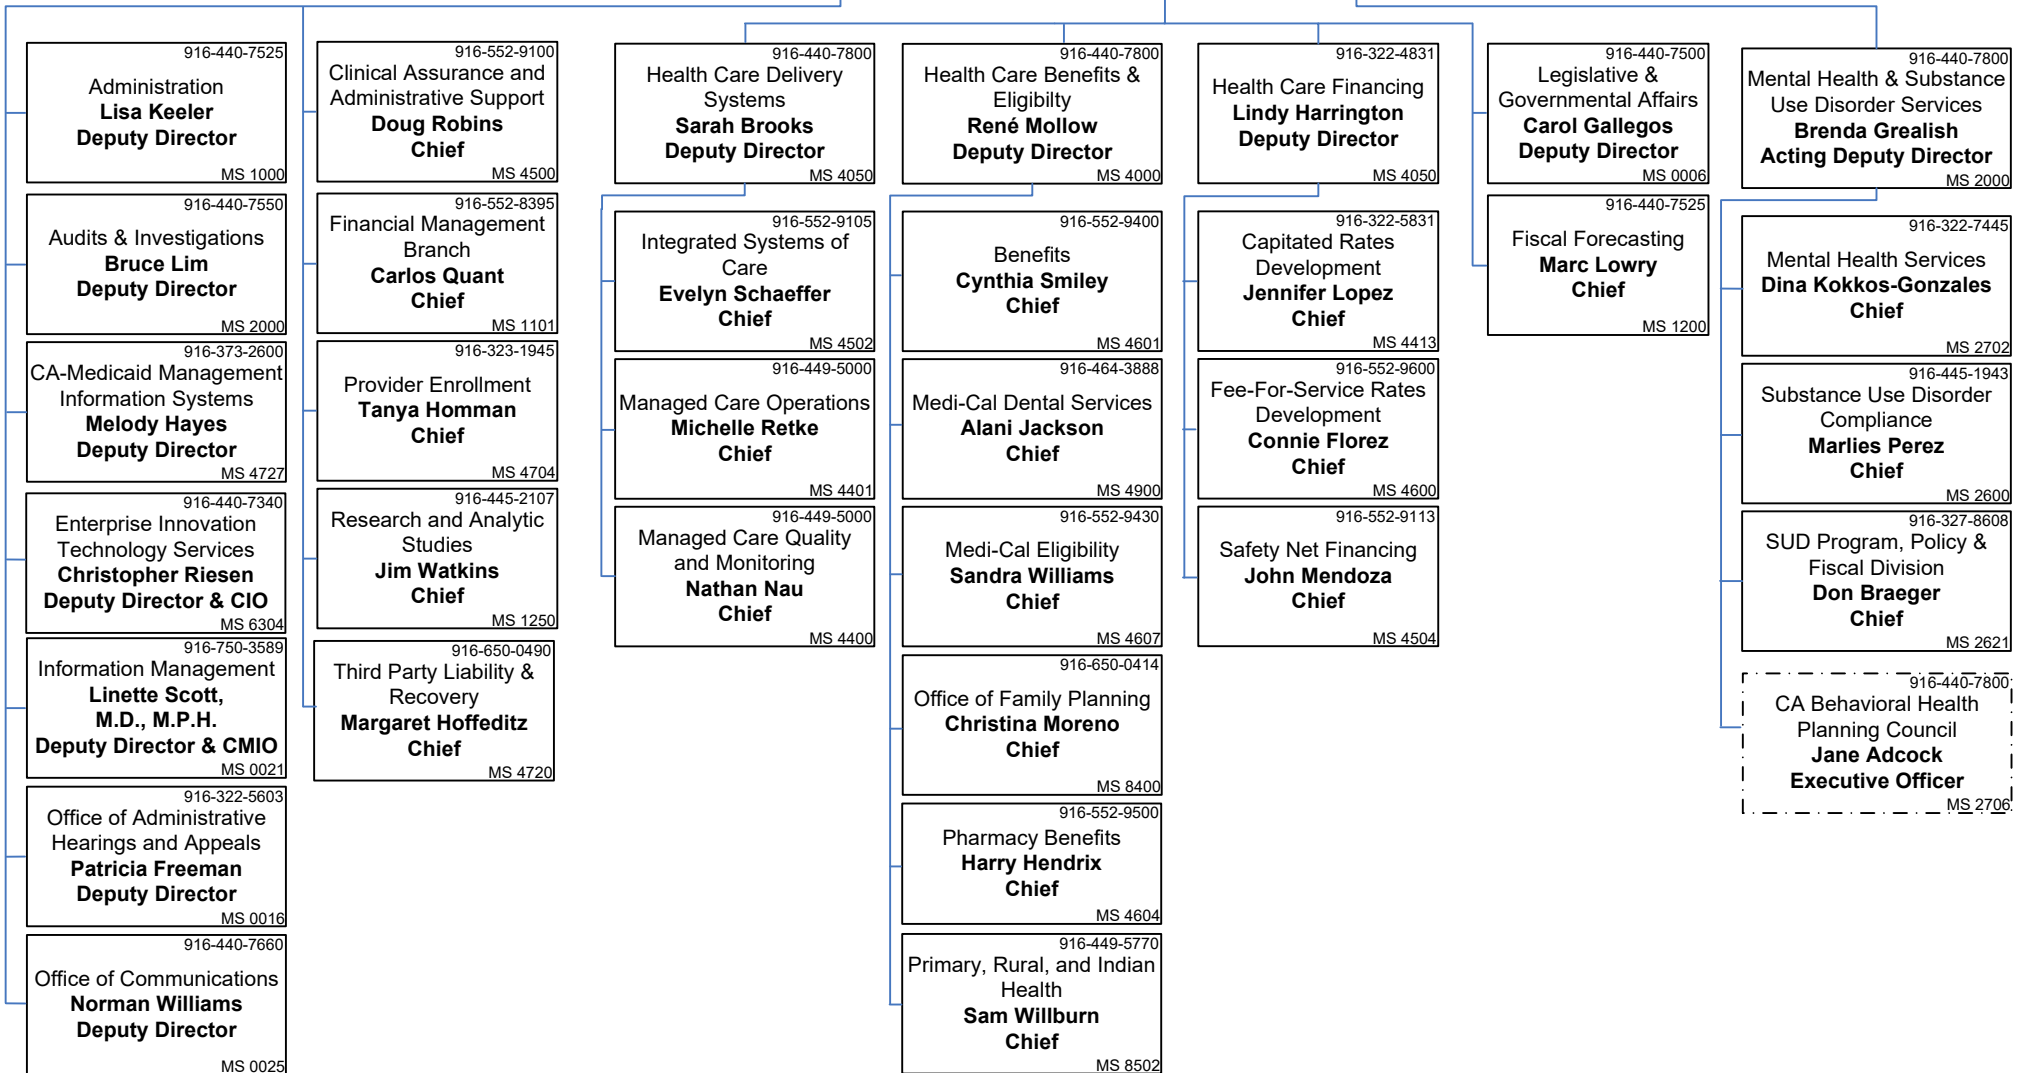 916-440-7525
Administration
Lisa Keeler
Deputy Director
MS 1000
916-440-7550
Audits & Investigations
Bruce Lim
Deputy Director
MS 2000
916-373-2600
CA-Medicaid Management
Information Systems
Melody Hayes
Deputy Director
MS 4727
916-440-7340
Enterprise Innovation
Technology Services
Christopher Riesen
Deputy Director & CIO
MS 6304
916-750-3589
Information Management
Linette Scott,
M.D., M.P.H.
Deputy Director & CMIO
MS 0021
916-322-5603
Office of Administrative
Hearings and Appeals
Patricia Freeman
Deputy Director
MS 0016
916-440-7660
Office of Communications
Norman Williams
Deputy Director
MS 0025
916-552-9100
Clinical Assurance and
Administrative Support
Doug Robins
Chief
MS 4500
916-552-8395
Financial Management
Branch
Carlos Quant
Chief
MS 1101
916-323-1945
Provider Enrollment
Tanya Homman
Chief
MS 4704
916-445-2107
Research and Analytic
Studies
Jim Watkins
Chief
MS 1250
916-650-0490
Third Party Liability &
Recovery
Margaret Hoffeditz
Chief
MS 4720
916-440-7800
Health Care Delivery
Systems
Sarah Brooks
Deputy Director
MS 4050
916-552-9105
Integrated Systems of
Care
Evelyn Schaeffer
Chief
MS 4502
916-449-5000
Managed Care Operations
Michelle Retke
Chief
MS 4401
916-449-5000
Managed Care Quality
and Monitoring
Nathan Nau
Chief
MS 4400
916-440-7800
Health Care Benefits &
Eligibilty
René Mollow
Deputy Director
MS 4000
916-552-9400
Benefits
Cynthia Smiley
Chief
MS 4601
916-464-3888
Medi-Cal Dental Services
Alani Jackson
Chief
MS 4900
916-552-9430
Medi-Cal Eligibility
Sandra Williams
Chief
MS 4607
916-650-0414
Office of Family Planning
Christina Moreno
Chief
MS 8400
916-552-9500
Pharmacy Benefits
Harry Hendrix
Chief
MS 4604
916-449-5770
Primary, Rural, and Indian
Health
Sam Willburn
Chief
MS 8502
916-322-4831
Health Care Financing
Lindy Harrington
Deputy Director
MS 4050
916-322-5831
Capitated Rates
Development
Jennifer Lopez
Chief
MS 4413
916-552-9600
Fee-For-Service Rates
Development
Connie Florez
Chief
MS 4600
916-552-9113
Safety Net Financing
John Mendoza
Chief
MS 4504
916-440-7500
Legislative &
Governmental Affairs
Carol Gallegos
Deputy Director
MS 0006
916-440-7525
Fiscal Forecasting
Marc Lowry
Chief
MS 1200
916-440-7800
Mental Health & Substance
Use Disorder Services
Brenda Grealish
Acting Deputy Director
MS 2000
916-322-7445
Mental Health Services
Dina Kokkos-Gonzales
Chief
MS 2702
916-445-1943
Substance Use Disorder
Compliance
Marlies Perez
Chief
MS 2600
916-327-8608
SUD Program, Policy &
Fiscal Division
Don Braeger
Chief
MS 2621
916-440-7800
CA Behavioral Health
Planning Council
Jane Adcock
Executive Officer
MS 2706